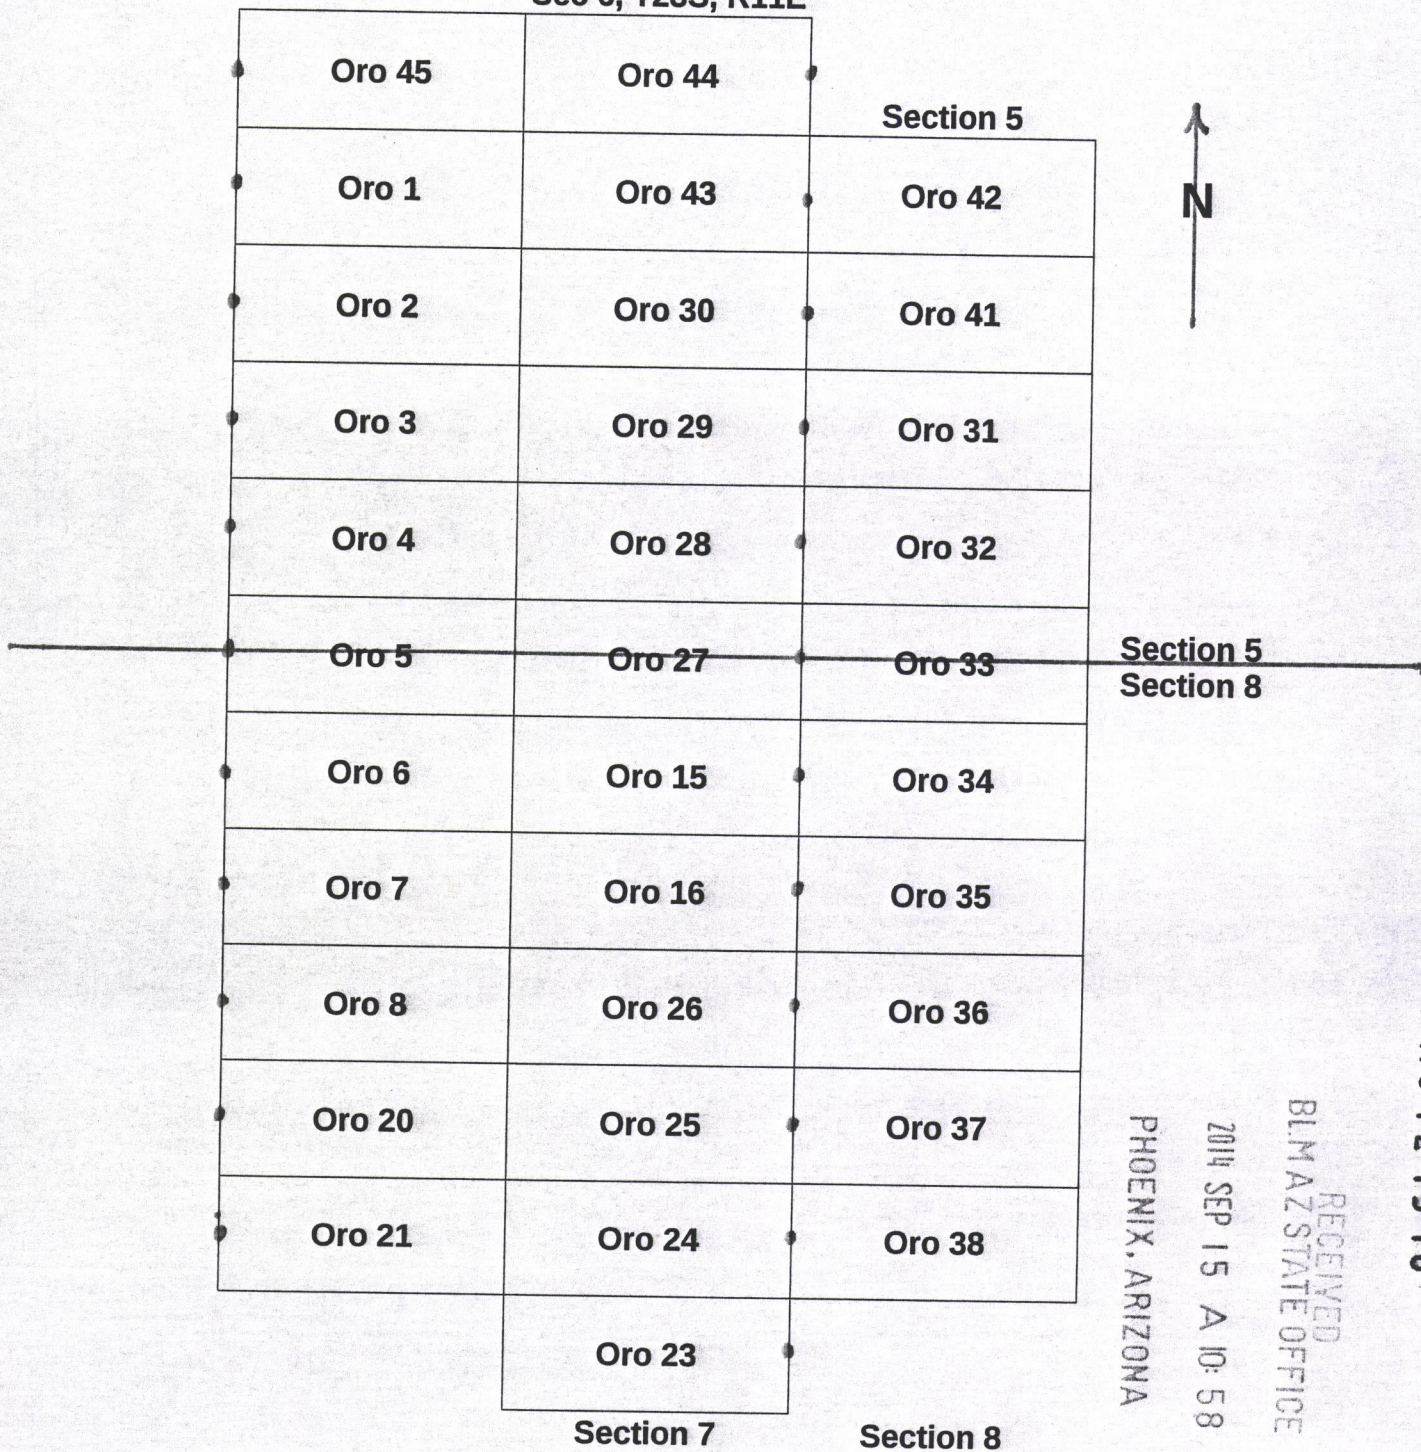 Oro 45 Oro 44
Section 5
Oro 1 Oro 43 Oro 42
N
Oro 2 Oro 30 Oro 41
Oro 3 Oro 29 Oro 31
Oro 4 Oro 28 Oro 32
Oro 5 Oro 27 Oro 33
Section 5
Section 8
Oro 6 Oro 15 Oro 34
Oro 7 Oro 16 Oro 35
Oro 8 Oro 26 Oro 36
Oro 20 Oro 25 Oro 37
Oro 21 Oro 24 Oro 38
Oro 23
Section 7 Section 8
RECEIVED
BLM AZ STATE OFFICE
2014 SEP 15 A 10: 58
PHOENIX, ARIZONA